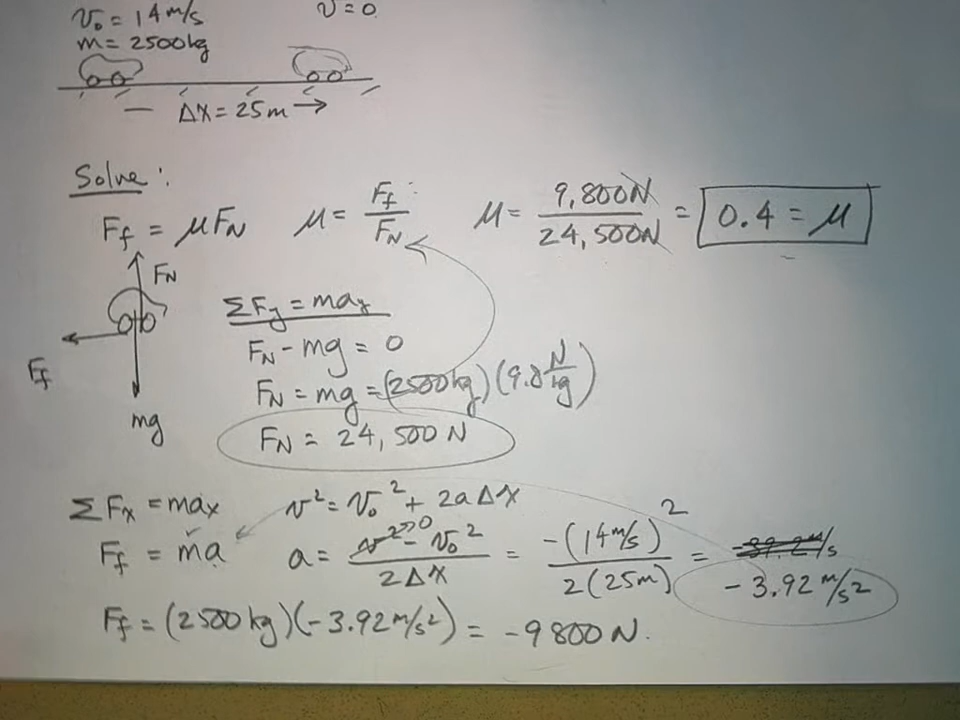 v₀ = 14 m/s v = 0
m = 2500kg
Δx = 25m →
Solve:
F_f = μF_N μ = F_f / F_N μ = 9,800N / 24,500N = 0.4 = μ
F_N
ΣF_y = ma_y
F_N - mg = 0
F_f
F_N = mg = (2500kg)(9.8 N/kg)
mg
F_N = 24,500 N
ΣF_x = ma_x v² = v₀² + 2aΔx
F_f = ma a = v²→0 - v₀² / 2Δx = -(14 m/s)² / 2(25m) = -3.92 m/s²
F_f = (2500 kg)(-3.92 m/s²) = -9800 N.